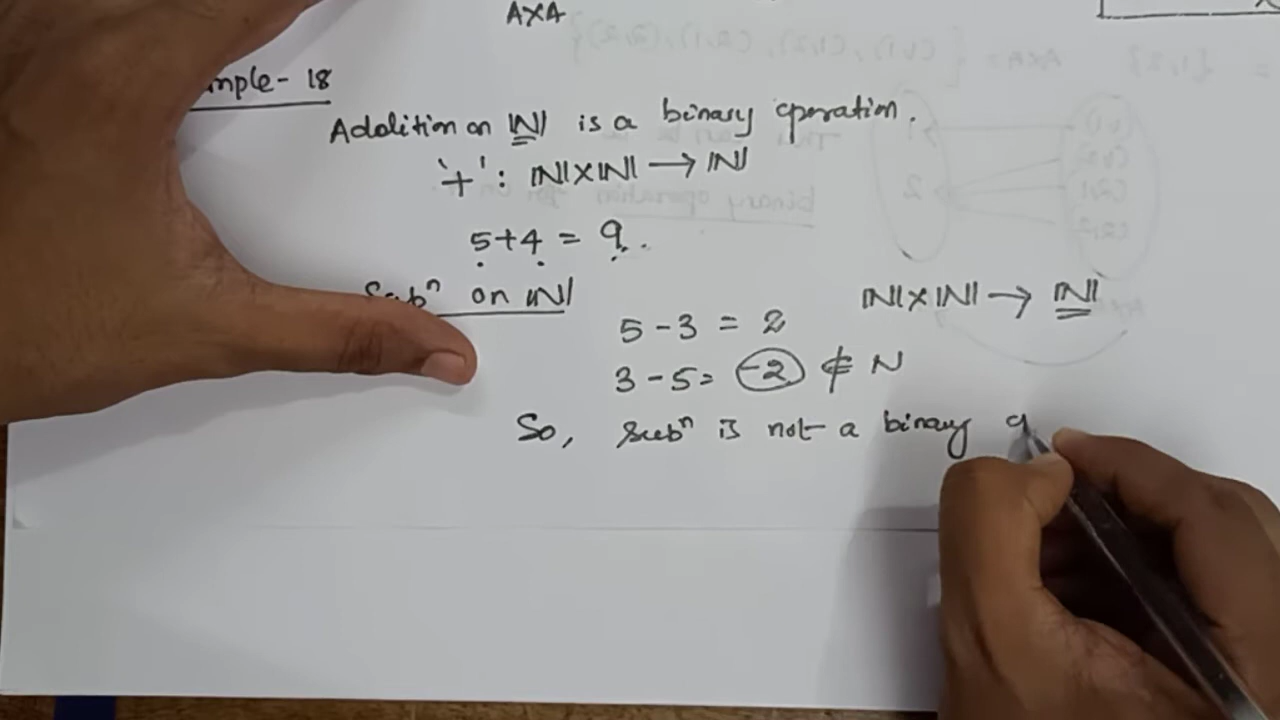 AXA
mple - 18
Addition on ℕ is a binary operation.
'+' : ℕ×ℕ → ℕ
5+4 = 9.
Subⁿ on ℕ
ℕ×ℕ → ℕ
5 - 3 = 2
3 - 5 = -2 ∉ N
So, subⁿ is not a binary